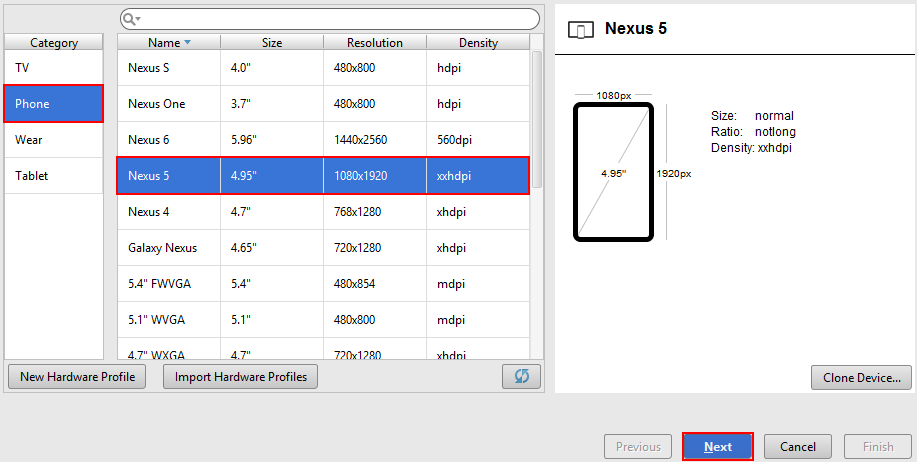 Category
TV
Phone
Wear
Tablet
Name Size Resolution Density
Nexus S 4.0" 480x800 hdpi
Nexus One 3.7" 480x800 hdpi
Nexus 6 5.96" 1440x2560 560dpi
Nexus 5 4.95" 1080x1920 xxhdpi
Nexus 4 4.7" 768x1280 xhdpi
Galaxy Nexus 4.65" 720x1280 xhdpi
5.4" FWVGA 5.4" 480x854 mdpi
5.1" WVGA 5.1" 480x800 mdpi
4.7" WXGA 4.7" 720x1280 xhdpi
New Hardware Profile Import Hardware Profiles
Nexus 5
1080px
4.95"
1920px
Size: normal
Ratio: notlong
Density: xxhdpi
Clone Device...
Previous Next Cancel Finish